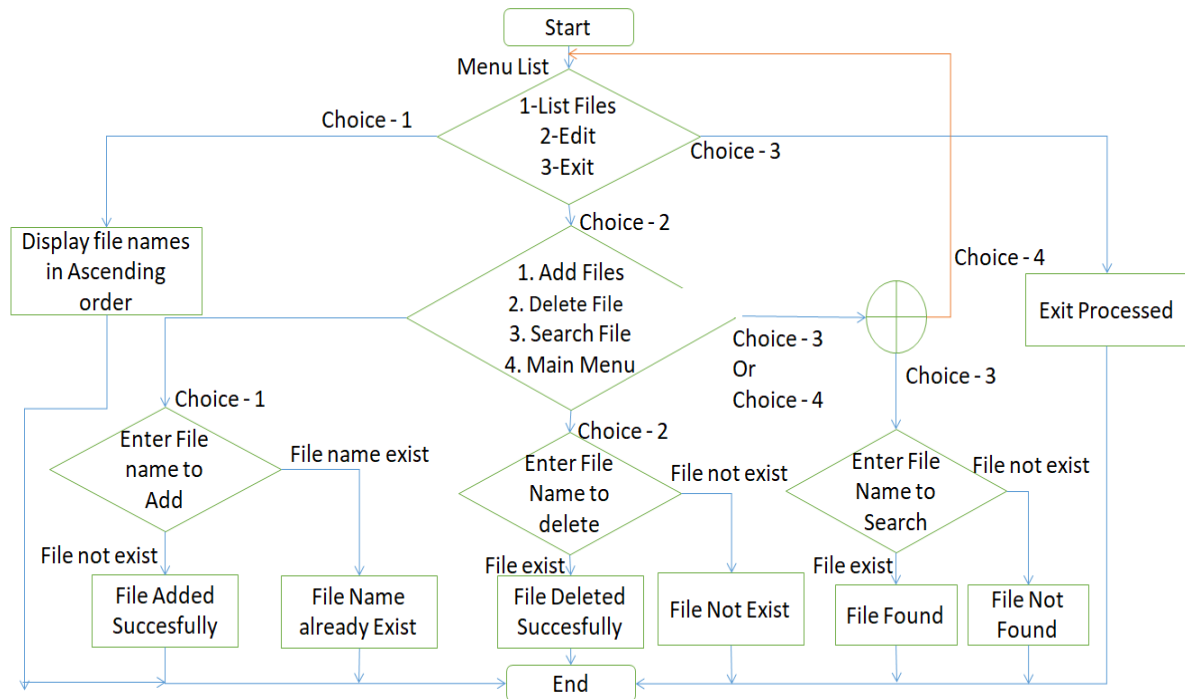 Start
Menu List
1-List Files
2-Edit
3-Exit
Choice - 1
Choice - 3
Choice - 2
Display file names
in Ascending
order
1. Add Files
2. Delete File
3. Search File
4. Main Menu
Choice - 3
Or
Choice - 4
Choice - 4
Exit Processed
Choice - 3
Choice - 1
Enter File
name to
Add
File name exist
File not exist
Choice - 2
Enter File
Name to
delete
File not exist
File exist
Enter File
Name to
Search
File not exist
File exist
File Added
Succesfully
File Name
already Exist
File Deleted
Succesfully
File Not Exist
File Found
File Not
Found
End